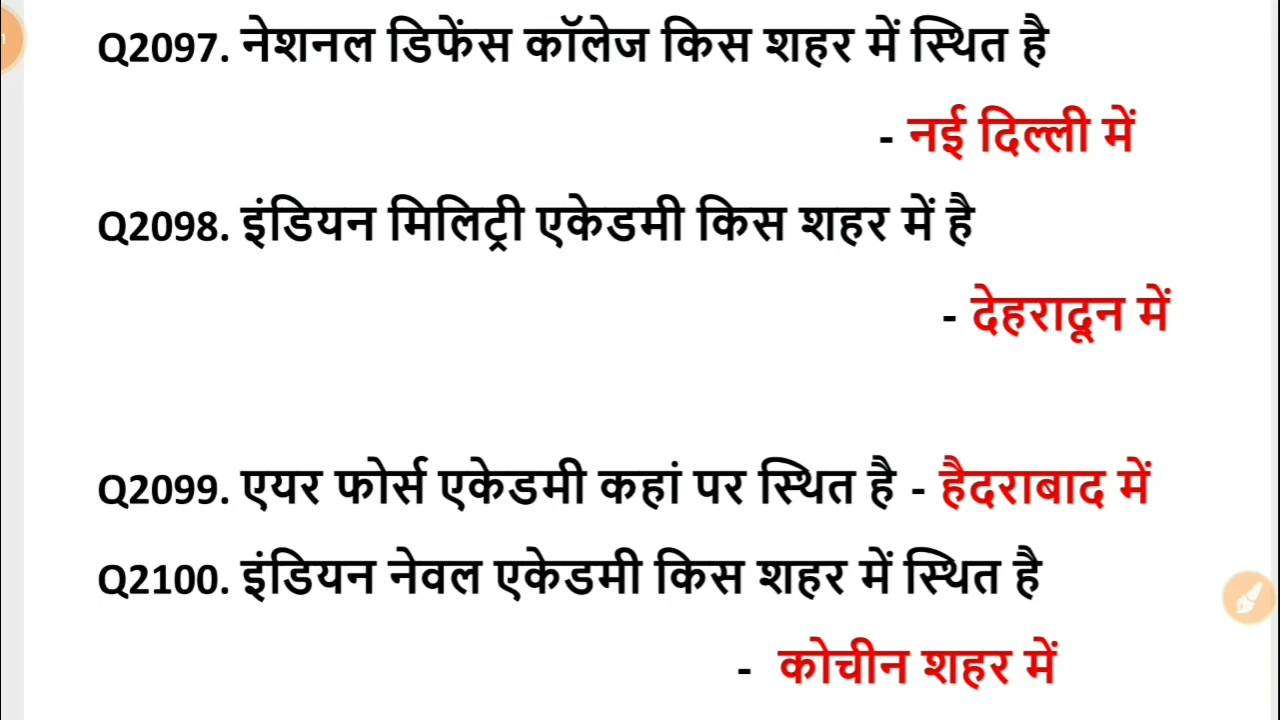 Q2097. नेशनल डिफेंस कॉलेज किस शहर में स्थित है
- नई दिल्ली में
Q2098. इंडियन मिलिट्री एकेडमी किस शहर में है
- देहरादून में
Q2099. एयर फोर्स एकेडमी कहां पर स्थित है - हैदराबाद में
Q2100. इंडियन नेवल एकेडमी किस शहर में स्थित है
- कोचीन शहर में